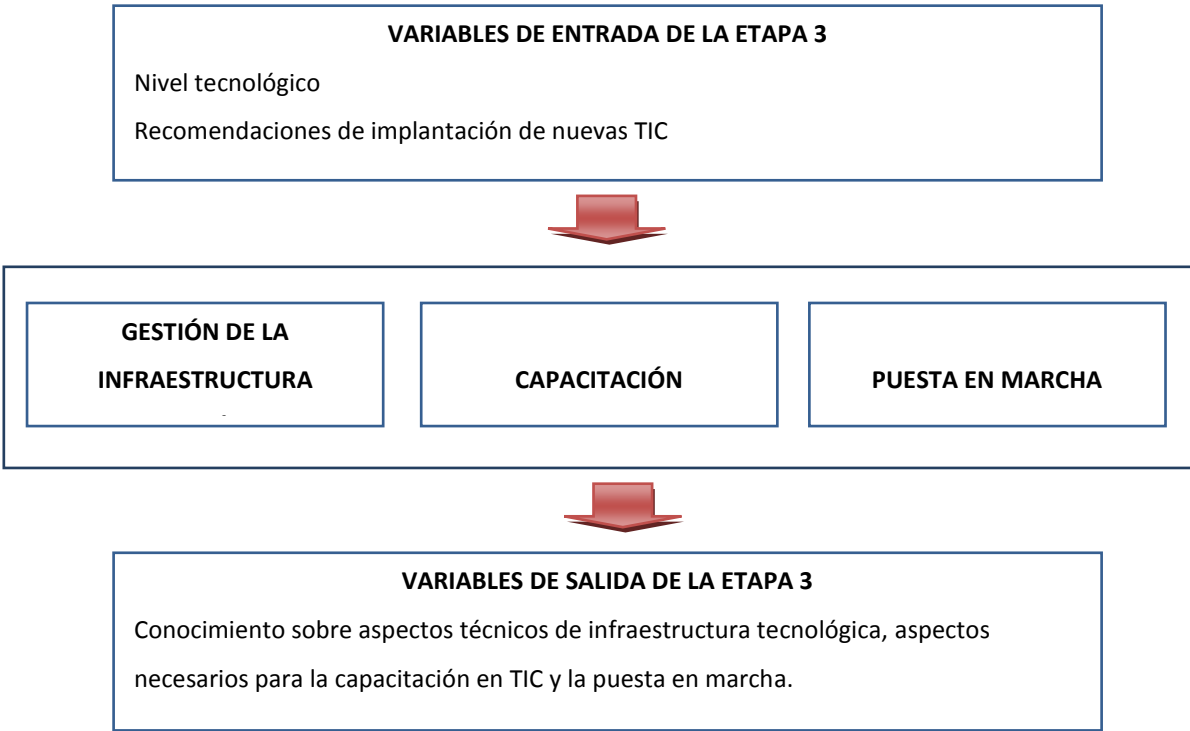 VARIABLES DE ENTRADA DE LA ETAPA 3
Nivel tecnológico
Recomendaciones de implantación de nuevas TIC
GESTIÓN DE LA
INFRAESTRUCTURA
CAPACITACIÓN
PUESTA EN MARCHA
VARIABLES DE SALIDA DE LA ETAPA 3
Conocimiento sobre aspectos técnicos de infraestructura tecnológica, aspectos
necesarios para la capacitación en TIC y la puesta en marcha.